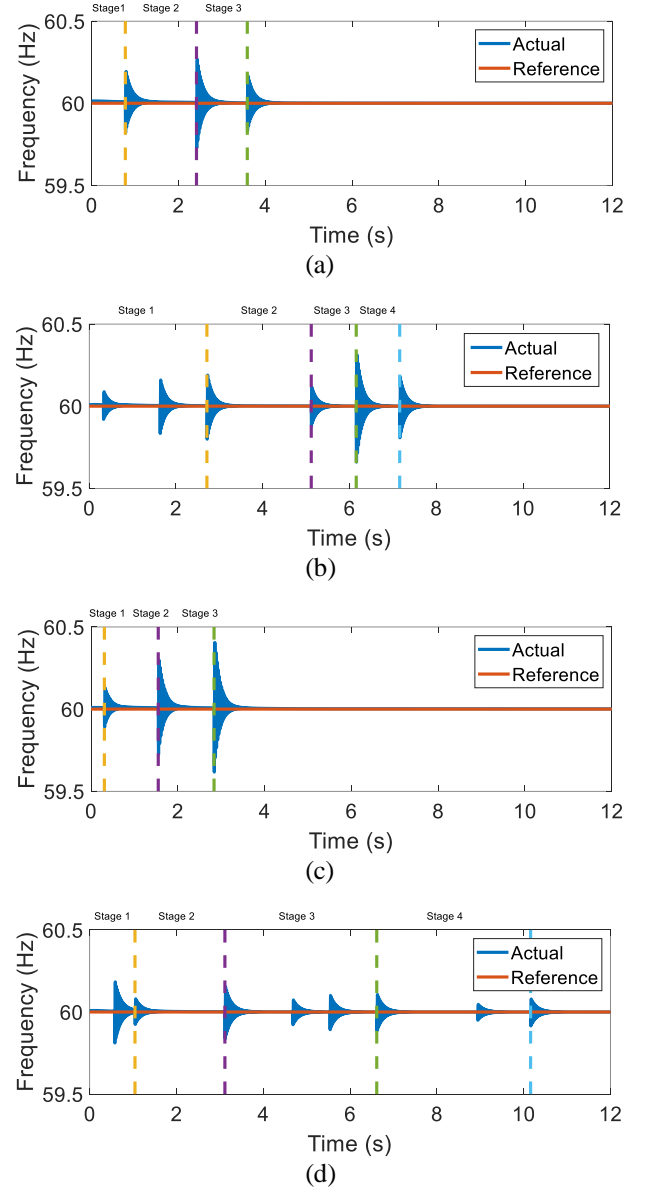 Stage1 Stage 2 Stage 3
60.5
Actual
Reference
60
59.5
Frequency (Hz)
0 2 4 6 8 10 12
Time (s)
(a)
Stage 1 Stage 2 Stage 3 Stage 4
60.5
Actual
Reference
60
59.5
Frequency (Hz)
0 2 4 6 8 10 12
Time (s)
(b)
Stage 1 Stage 2 Stage 3
60.5
Actual
Reference
60
59.5
Frequency (Hz)
0 2 4 6 8 10 12
Time (s)
(c)
Stage 1 Stage 2 Stage 3 Stage 4
60.5
Actual
Reference
60
59.5
Frequency (Hz)
0 2 4 6 8 10 12
Time (s)
(d)